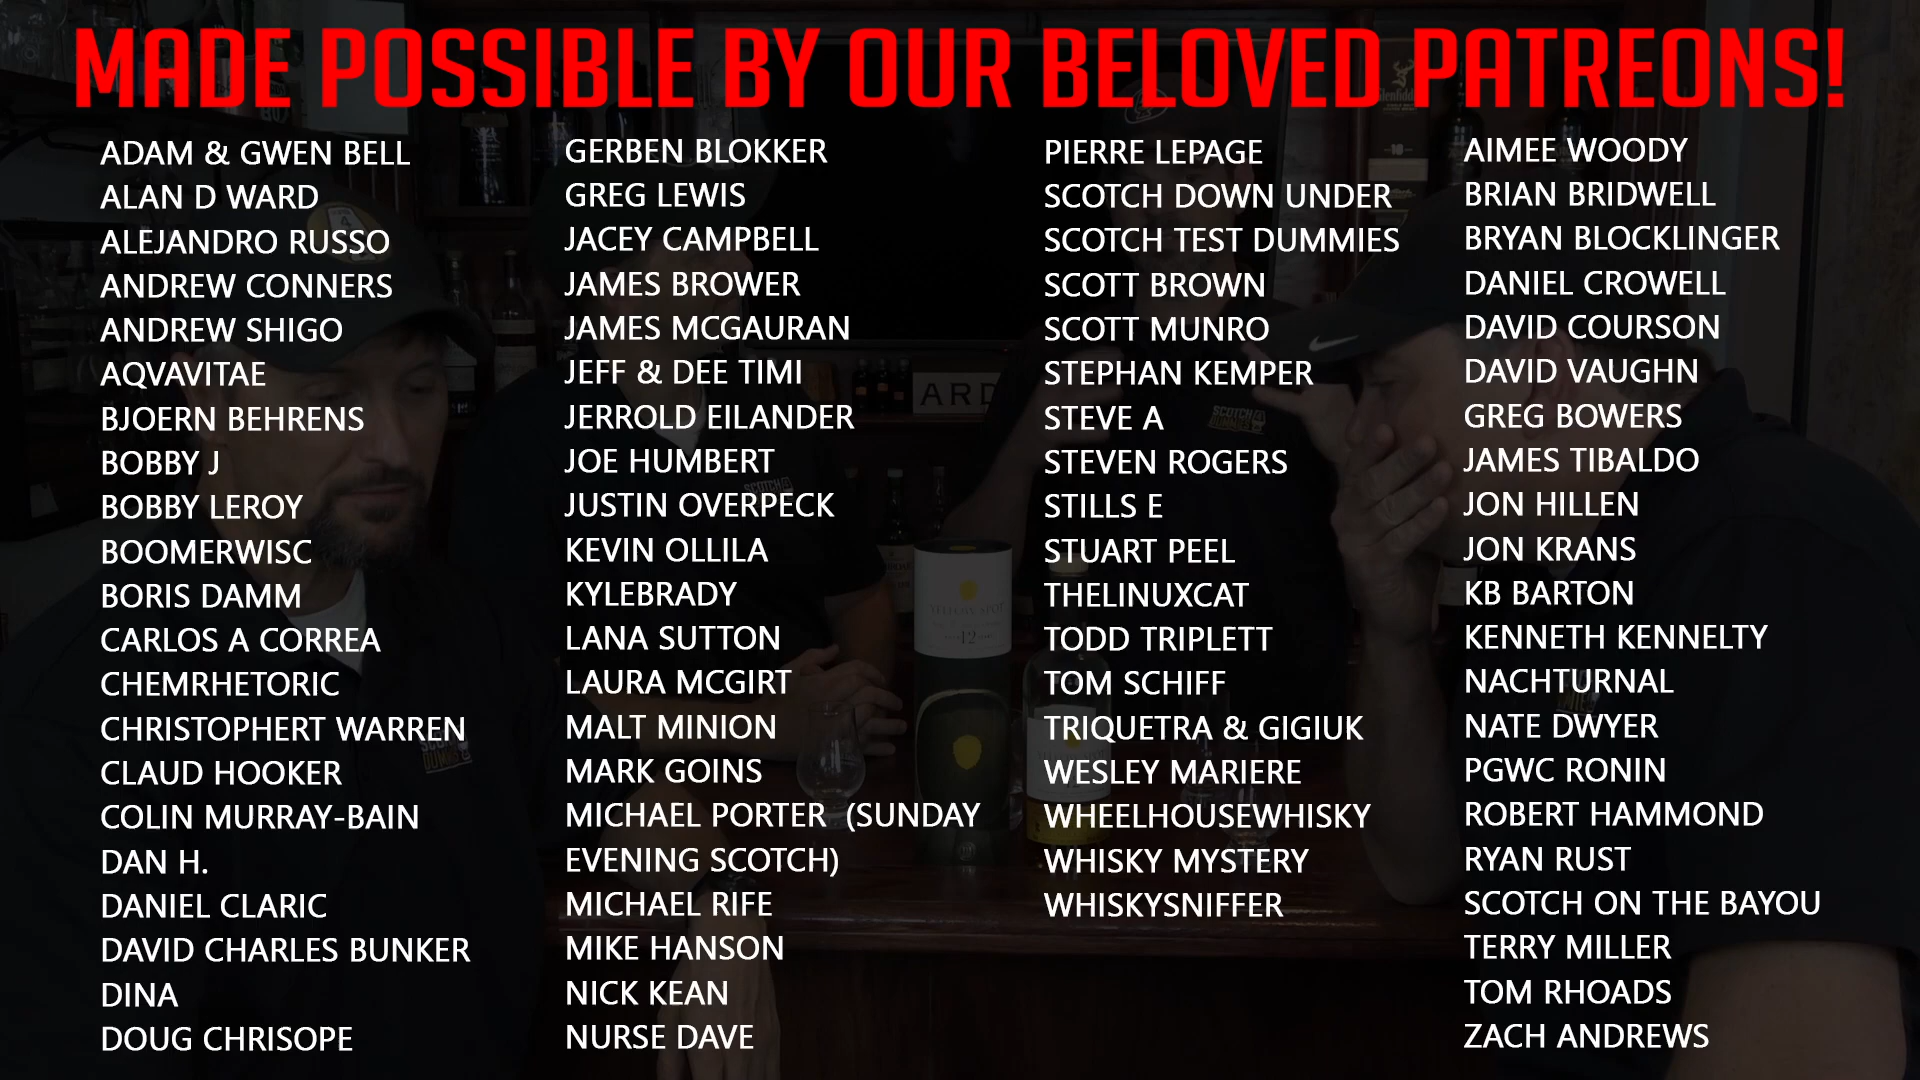 MADE POSSIBLE BY OUR BELOVED PATREONS!
ADAM & GWEN BELL
ALAN D WARD
ALEJANDRO RUSSO
ANDREW CONNERS
ANDREW SHIGO
AQVAVITAE
BJOERN BEHRENS
BOBBY J
BOBBY LEROY
BOOMERWISC
BORIS DAMM
CARLOS A CORREA
CHEMRHETORIC
CHRISTOPHERT WARREN
CLAUD HOOKER
COLIN MURRAY-BAIN
DAN H.
DANIEL CLARIC
DAVID CHARLES BUNKER
DINA
DOUG CHRISOPE
GERBEN BLOKKER
GREG LEWIS
JACEY CAMPBELL
JAMES BROWER
JAMES MCGAURAN
JEFF & DEE TIMI
JERROLD EILANDER
JOE HUMBERT
JUSTIN OVERPECK
KEVIN OLLILA
KYLEBRADY
LANA SUTTON
LAURA MCGIRT
MALT MINION
MARK GOINS
MICHAEL PORTER (SUNDAY
EVENING SCOTCH)
MICHAEL RIFE
MIKE HANSON
NICK KEAN
NURSE DAVE
PIERRE LEPAGE
SCOTCH DOWN UNDER
SCOTCH TEST DUMMIES
SCOTT BROWN
SCOTT MUNRO
STEPHAN KEMPER
STEVE A
STEVEN ROGERS
STILLS E
STUART PEEL
THELINUXCAT
TODD TRIPLETT
TOM SCHIFF
TRIQUETRA & GIGIUK
WESLEY MARIERE
WHEELHOUSEWHISKY
WHISKY MYSTERY
WHISKYSNIFFER
AIMEE WOODY
BRIAN BRIDWELL
BRYAN BLOCKLINGER
DANIEL CROWELL
DAVID COURSON
DAVID VAUGHN
GREG BOWERS
JAMES TIBALDO
JON HILLEN
JON KRANS
KB BARTON
KENNETH KENNELTY
NACHTURNAL
NATE DWYER
PGWC RONIN
ROBERT HAMMOND
RYAN RUST
SCOTCH ON THE BAYOU
TERRY MILLER
TOM RHOADS
ZACH ANDREWS
ARD
YELLOW SPOT
12
SCOTCH 4
DUMMIES